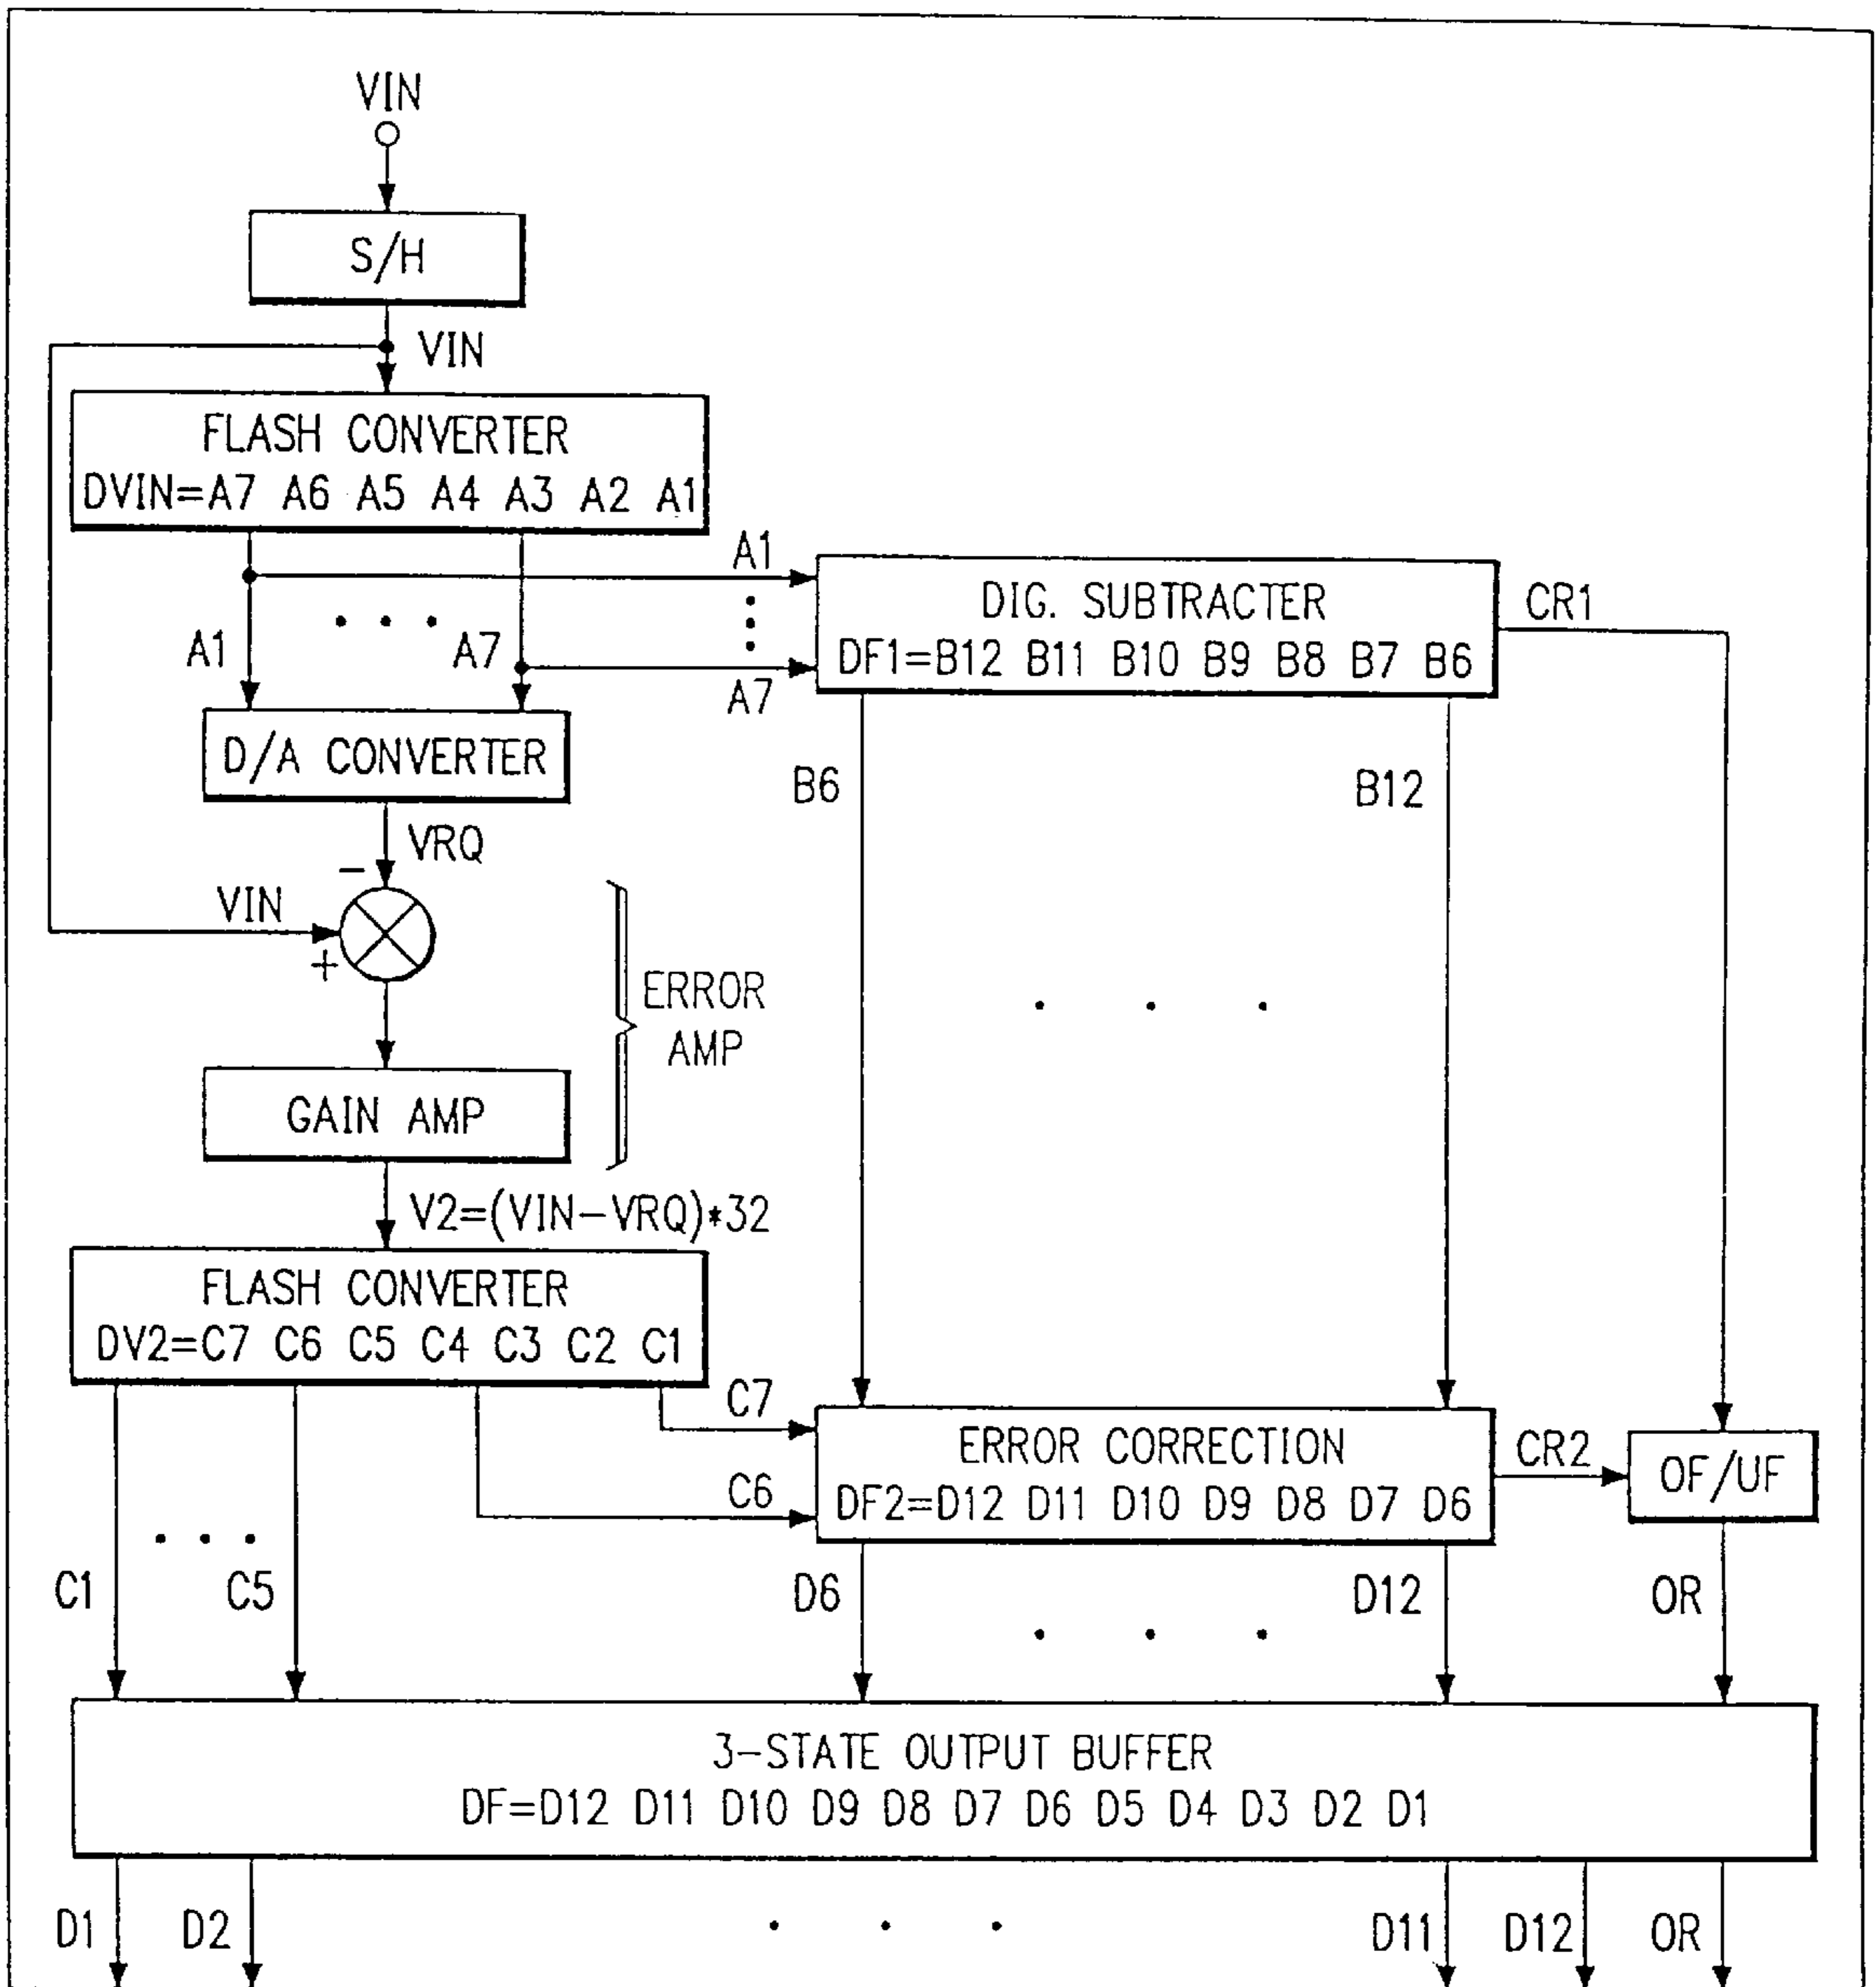 VIN
S/H
VIN
FLASH CONVERTER
DVIN=A7 A6 A5 A4 A3 A2 A1
A1
A7
A1
A7
DIG. SUBTRACTER
DF1=B12 B11 B10 B9 B8 B7 B6
CR1
D/A CONVERTER
B6
B12
VRQ
-
VIN
+
ERROR
AMP
GAIN AMP
V2=(VIN-VRQ)*32
FLASH CONVERTER
DV2=C7 C6 C5 C4 C3 C2 C1
C7
C6
ERROR CORRECTION
DF2=D12 D11 D10 D9 D8 D7 D6
CR2
OF/UF
C1
C5
D6
D12
OR
3-STATE OUTPUT BUFFER
DF=D12 D11 D10 D9 D8 D7 D6 D5 D4 D3 D2 D1
D1
D2
D11
D12
OR